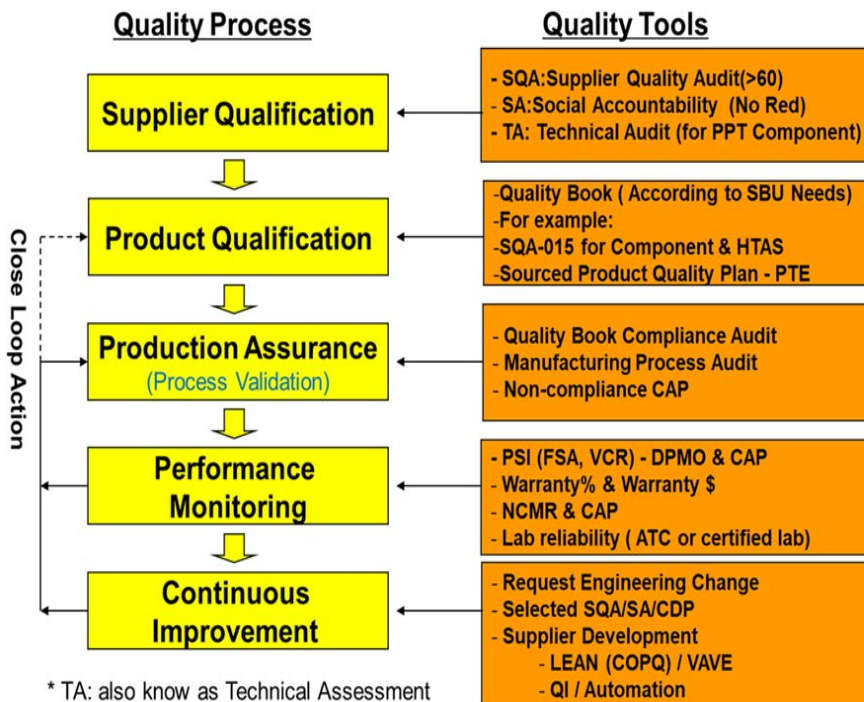 Quality Process
Quality Tools
Supplier Qualification
- SQA:Supplier Quality Audit(>60)
- SA:Social Accountability (No Red)
- TA: Technical Audit (for PPT Component)
Product Qualification
-Quality Book ( According to SBU Needs)
-For example:
-SQA-015 for Component & HTAS
-Sourced Product Quality Plan - PTE
Close Loop Action
Production Assurance
(Process Validation)
- Quality Book Compliance Audit
- Manufacturing Process Audit
- Non-compliance CAP
Performance
Monitoring
- PSI (FSA, VCR) - DPMO & CAP
- Warranty% & Warranty $
- NCMR & CAP
- Lab reliability ( ATC or certified lab)
Continuous
Improvement
- Request Engineering Change
- Selected SQA/SA/CDP
- Supplier Development
- LEAN (COPQ) / VAVE
- QI / Automation
* TA: also know as Technical Assessment